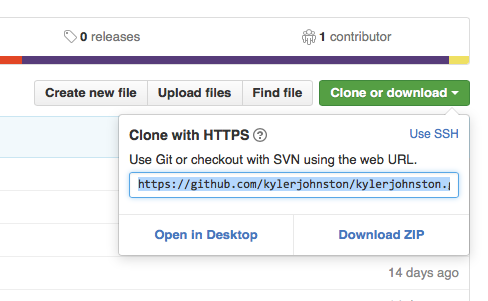 0 releases
1 contributor
Create new file
Upload files
Find file
Clone or download
Clone with HTTPS ?
Use SSH
Use Git or checkout with SVN using the web URL.
https://github.com/kylerjohnston/kylerjohnston.
Open in Desktop
Download ZIP
14 days ago